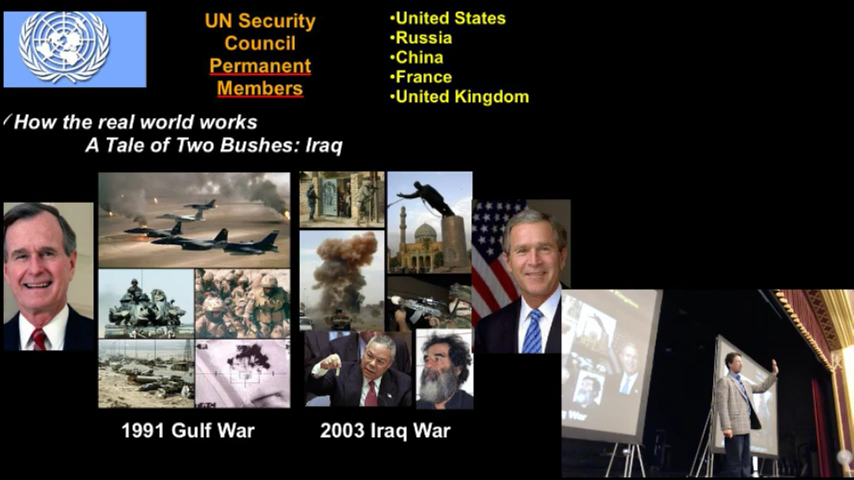 UN Security
Council
Permanent
Members
•United States
•Russia
•China
•France
•United Kingdom
✓How the real world works
A Tale of Two Bushes: Iraq
1991 Gulf War
2003 Iraq War